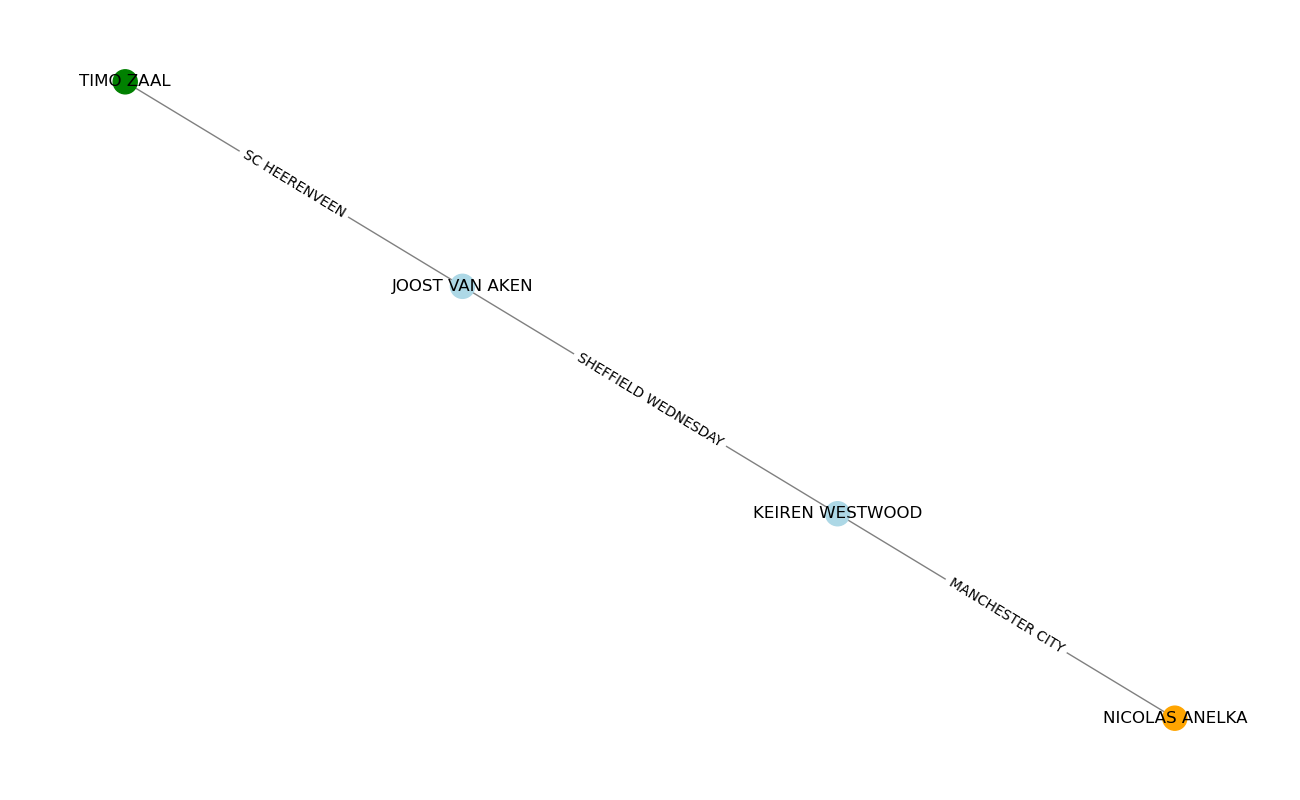 TIMO ZAAL
SC HEERENVEEN
JOOST VAN AKEN
SHEFFIELD WEDNESDAY
KEIREN WESTWOOD
MANCHESTER CITY
NICOLAS ANELKA